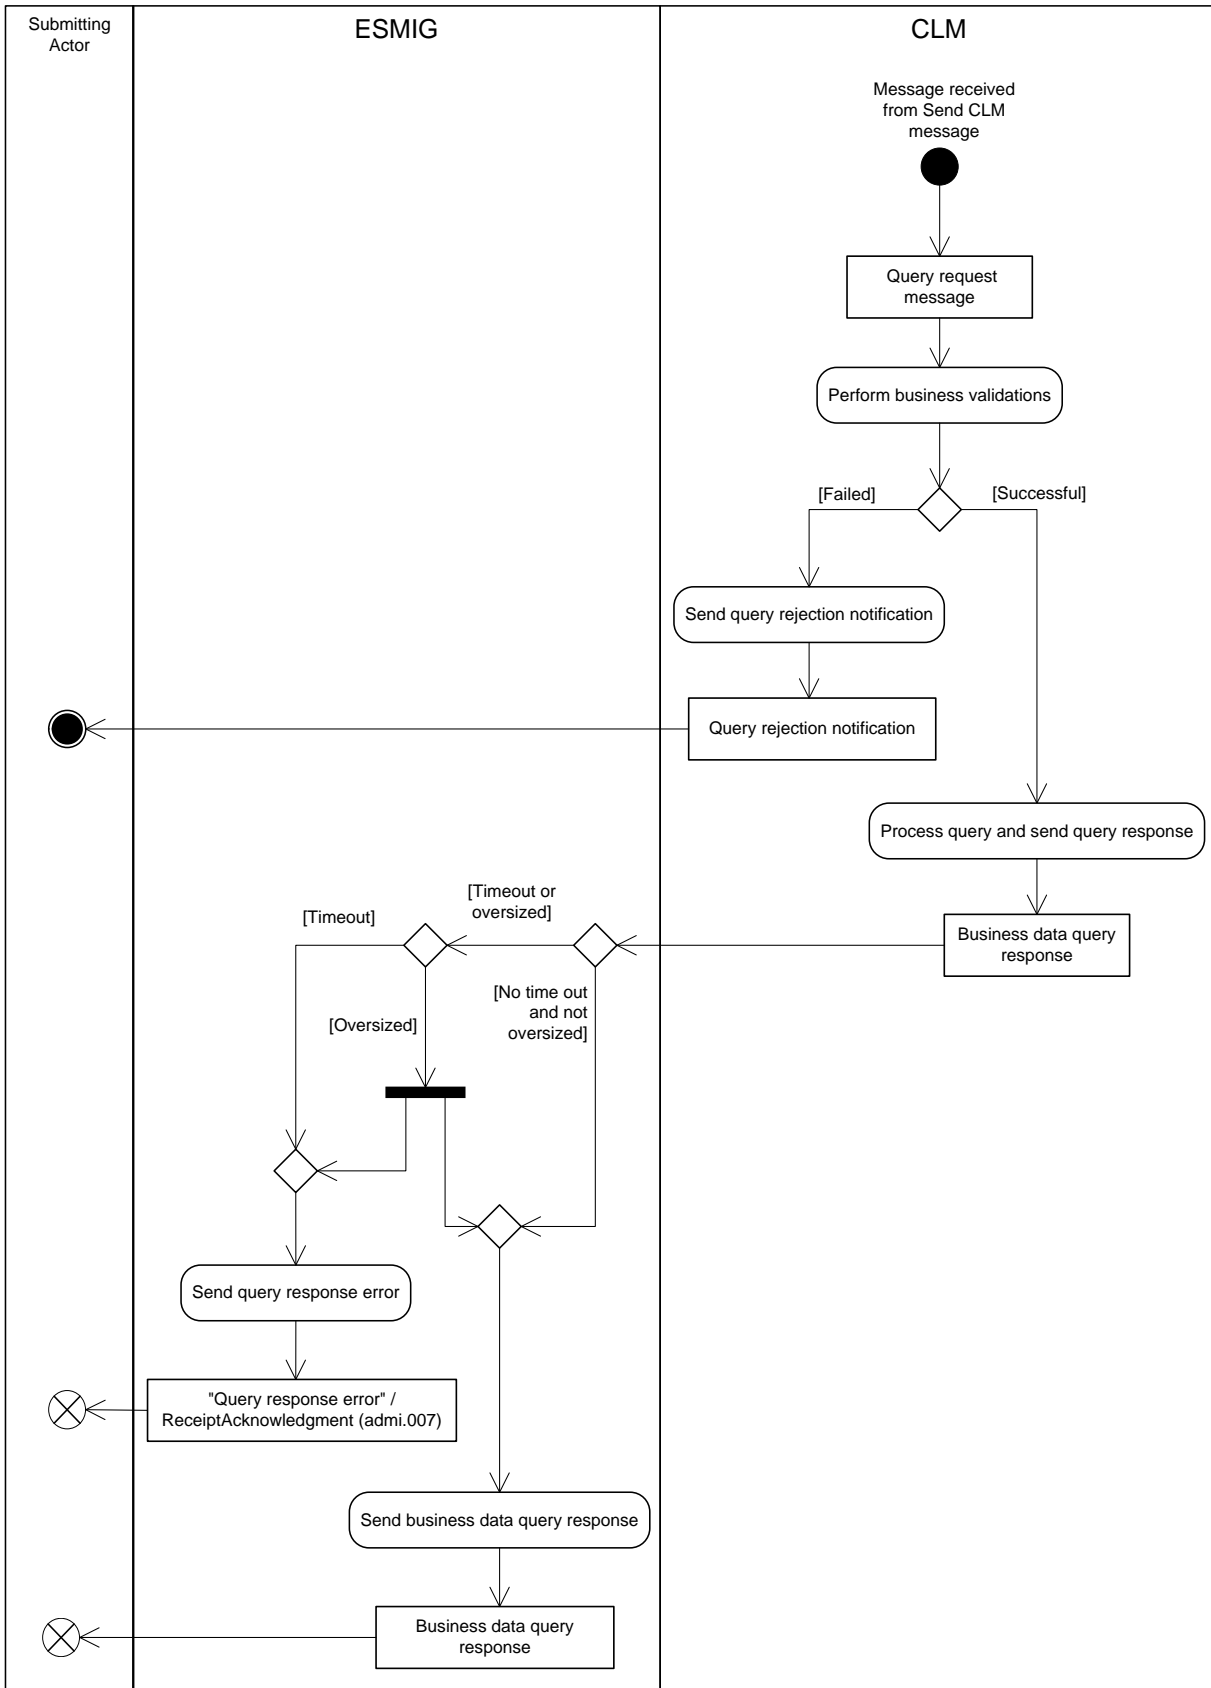 Submitting
Actor
ESMIG
CLM
Message received
from Send CLM
message
Query request
message
Perform business validations
[Failed]
[Successful]
Send query rejection notification
Query rejection notification
Process query and send query response
[Timeout or
oversized]
[Timeout]
Business data query
response
[No time out
and not
oversized]
[Oversized]
Send query response error
"Query response error" /
ReceiptAcknowledgment (admi.007)
Send business data query response
Business data query
response